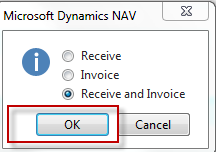 Microsoft Dynamics NAV
Receive
Invoice
Receive and Invoice
OK
Cancel